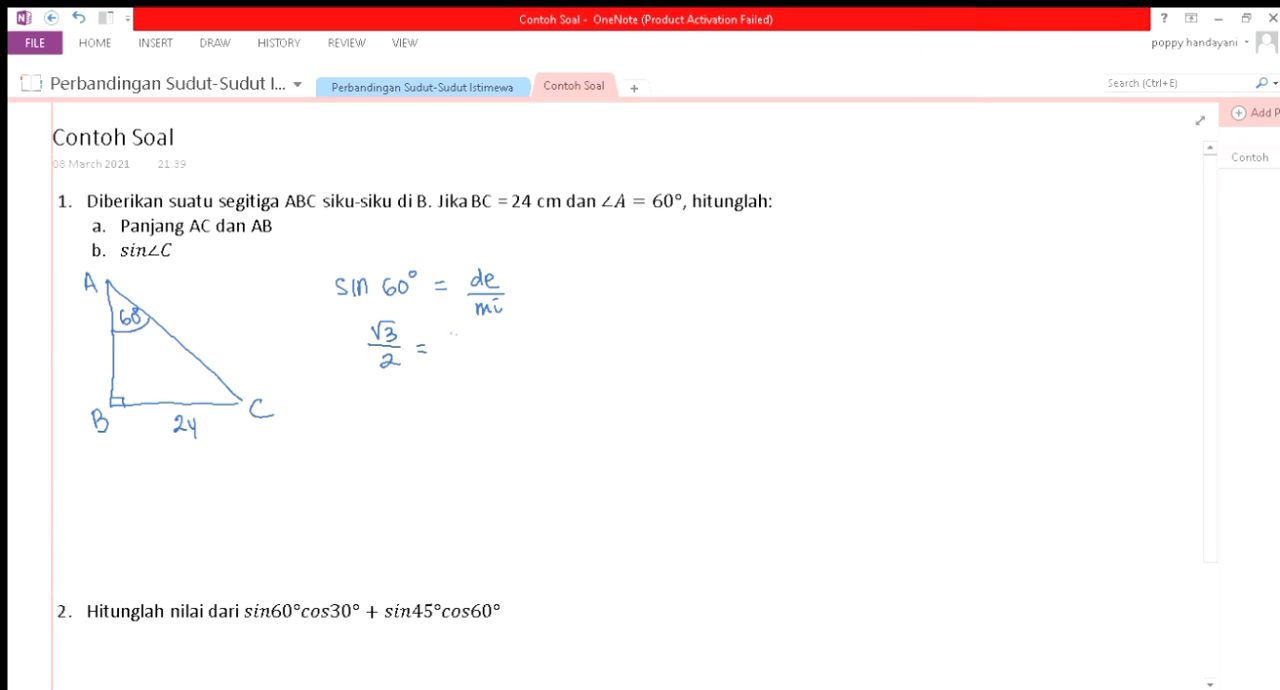 Contoh Soal - OneNote (Product Activation Failed)
FILE HOME INSERT DRAW HISTORY REVIEW VIEW
poppy handayani
Perbandingan Sudut-Sudut I... Perbandingan Sudut-Sudut Istimewa Contoh Soal
Search (Ctrl+E)
Add P
Contoh
Contoh Soal
08 March 2021 21:39
1. Diberikan suatu segitiga ABC siku-siku di B. Jika BC = 24 cm dan ∠A = 60°, hitunglah:
a. Panjang AC dan AB
b. sin∠C
A
60°
B
24
C
sin 60° = de/mi
√3/2 =
2. Hitunglah nilai dari sin60°cos30° + sin45°cos60°